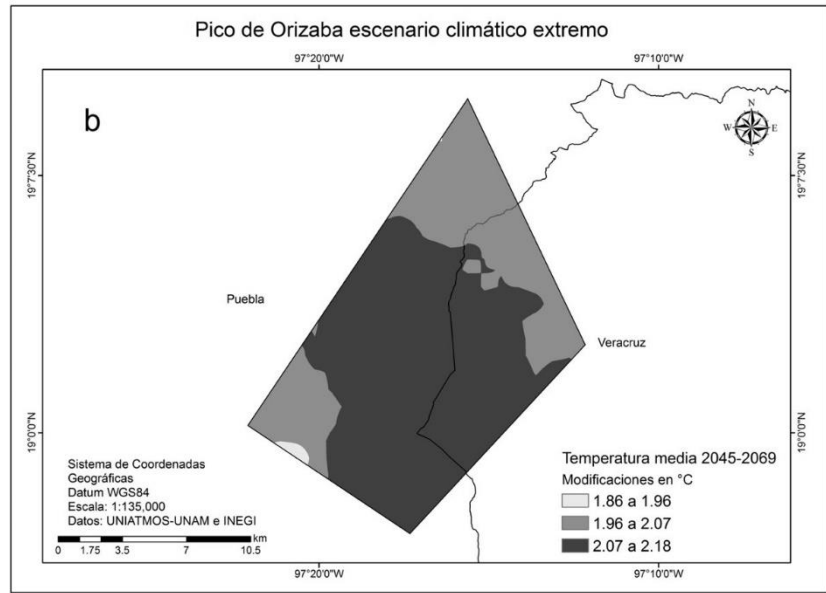 Pico de Orizaba escenario climático extremo
97°20'0"W
97°10'0"W
b
N
W
E
S
19°7'30"N
19°7'30"N
Puebla
Veracruz
19°0'0"N
19°0'0"N
Sistema de Coordenadas
Geográficas
Datum WGS84
Escala: 1:135,000
Datos: UNIATMOS-UNAM e INEGI
km
0 1.75 3.5 7 10.5
Temperatura media 2045-2069
Modificaciones en °C
1.86 a 1.96
1.96 a 2.07
2.07 a 2.18
97°20'0"W
97°10'0"W